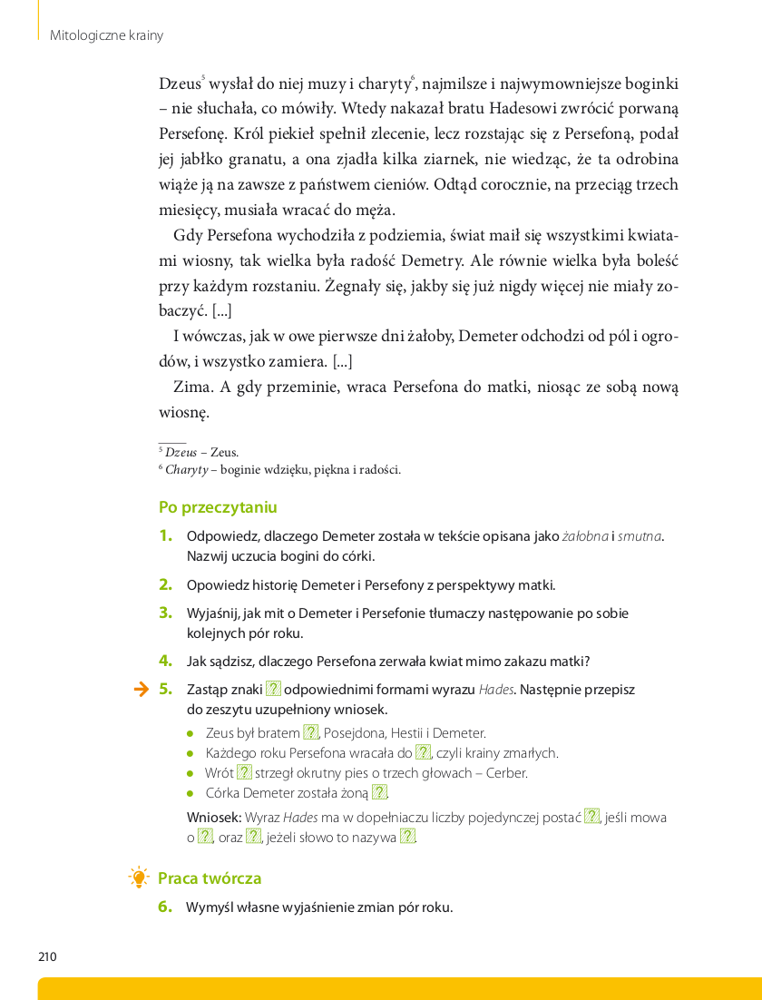 Mitologiczne krainy
Dzeus⁵ wysłał do niej muzy i charyty⁶, najmilsze i najwymowniejsze boginki
– nie słuchała, co mówiły. Wtedy nakazał bratu Hadesowi zwrócić porwaną
Persefonę. Król piekieł spełnił zlecenie, lecz rozstając się z Persefoną, podał
jej jabłko granatu, a ona zjadła kilka ziarnek, nie wiedząc, że ta odrobina
wiąże ją na zawsze z państwem cieniów. Odtąd corocznie, na przeciąg trzech
miesięcy, musiała wracać do męża.
Gdy Persefona wychodziła z podziemia, świat maił się wszystkimi kwiata-
mi wiosny, tak wielka była radość Demetry. Ale równie wielka była boleść
przy każdym rozstaniu. Żegnały się, jakby się już nigdy więcej nie miały zo-
baczyć. [...]
I wówczas, jak w owe pierwsze dni żałoby, Demeter odchodzi od pól i ogro-
dów, i wszystko zamiera. [...]
Zima. A gdy przeminie, wraca Persefona do matki, niosąc ze sobą nową
wiosnę.
⁵ Dzeus – Zeus.
⁶ Charyty – boginie wdzięku, piękna i radości.
Po przeczytaniu
1. Odpowiedz, dlaczego Demeter została w tekście opisana jako żałobna i smutna.
Nazwij uczucia bogini do córki.
2. Opowiedz historię Demeter i Persefony z perspektywy matki.
3. Wyjaśnij, jak mit o Demeter i Persefonie tłumaczy następowanie po sobie
kolejnych pór roku.
4. Jak sądzisz, dlaczego Persefona zerwała kwiat mimo zakazu matki?
→ 5. Zastąp znaki ? odpowiednimi formami wyrazu Hades. Następnie przepisz
do zeszytu uzupełniony wniosek.
• Zeus był bratem ?, Posejdona, Hestii i Demeter.
• Każdego roku Persefona wracała do ?, czyli krainy zmarłych.
• Wrót ? strzegł okrutny pies o trzech głowach – Cerber.
• Córka Demeter została żoną ?.
Wniosek: Wyraz Hades ma w dopełniaczu liczby pojedynczej postać ?, jeśli mowa
o ?, oraz ?, jeżeli słowo to nazywa ?.
Praca twórcza
6. Wymyśl własne wyjaśnienie zmian pór roku.
210